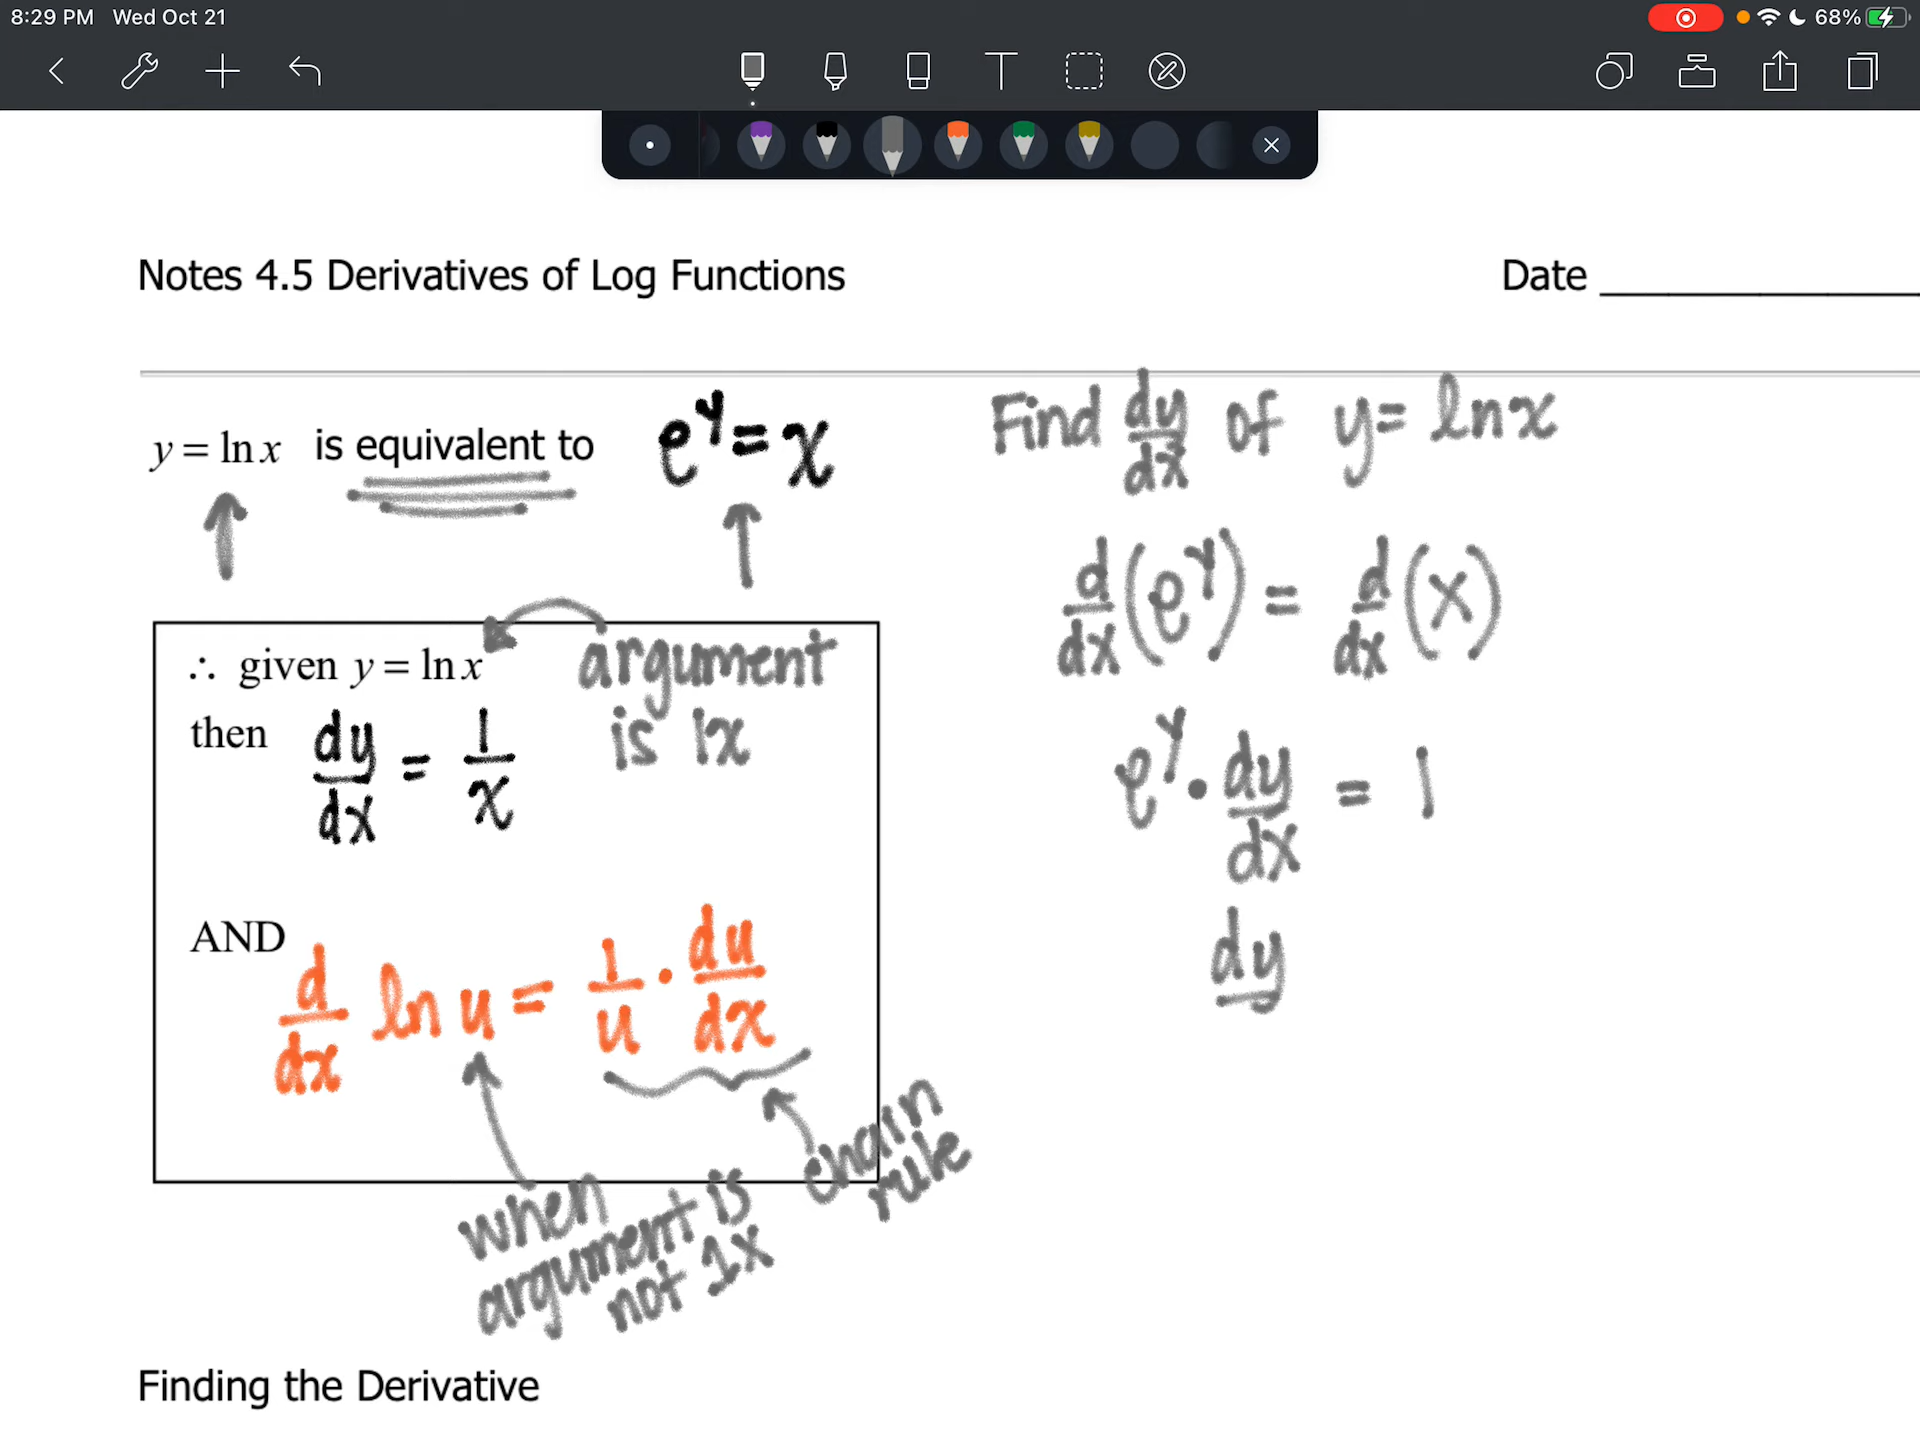 8:29 PM Wed Oct 21
68%
Notes 4.5 Derivatives of Log Functions
Date
y = ln x is equivalent to e^y = x
Find dy/dx of y = ln x
d/dx (e^y) = d/dx (x)
∴ given y = ln x
argument
is 1x
then dy/dx = 1/x
e^y · dy/dx = 1
dy
AND
d/dx ln u = 1/u · du/dx
chain
rule
when
argument is
not 1x
Finding the Derivative